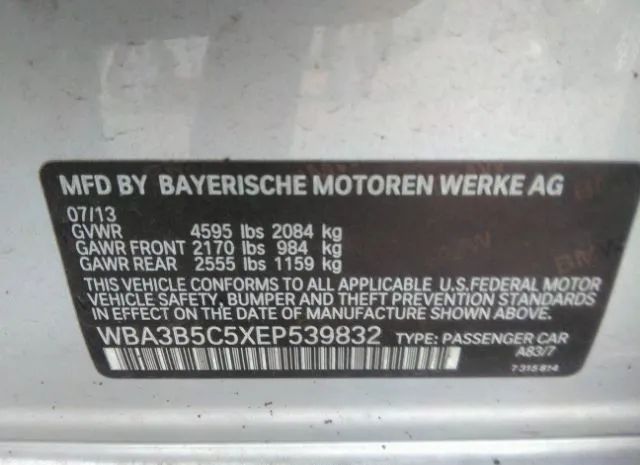 MFD BY BAYERISCHE MOTOREN WERKE AG
07/13
GVWR 4595 lbs 2084 kg
GAWR FRONT 2170 lbs 984 kg
GAWR REAR 2555 lbs 1159 kg
THIS VEHICLE CONFORMS TO ALL APPLICABLE U.S.FEDERAL MOTOR
VEHICLE SAFETY, BUMPER AND THEFT PREVENTION STANDARDS
IN EFFECT ON THE DATE OF MANUFACTURE SHOWN ABOVE.
WBA3B5C5XEP539832 TYPE: PASSENGER CAR
A83/7
7315814